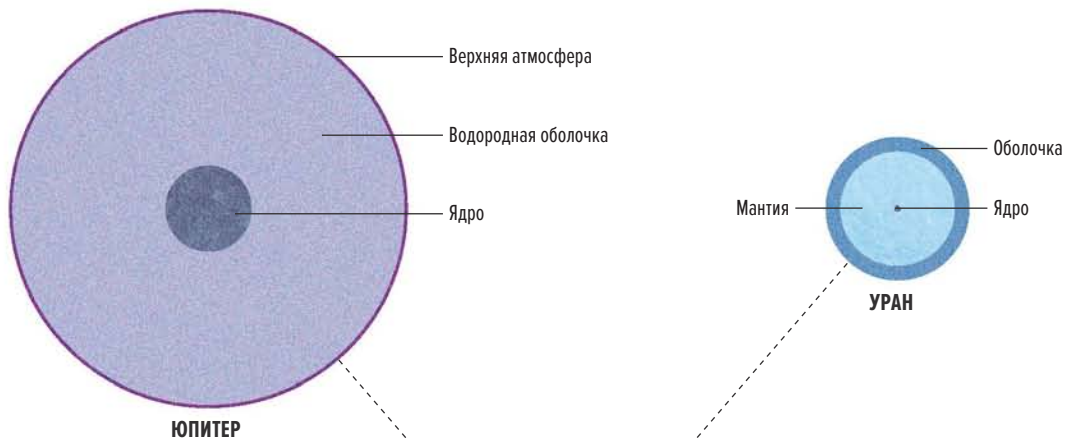 Верхняя атмосфера
Водородная оболочка
Ядро
ЮПИТЕР
Оболочка
Мантия
Ядро
УРАН